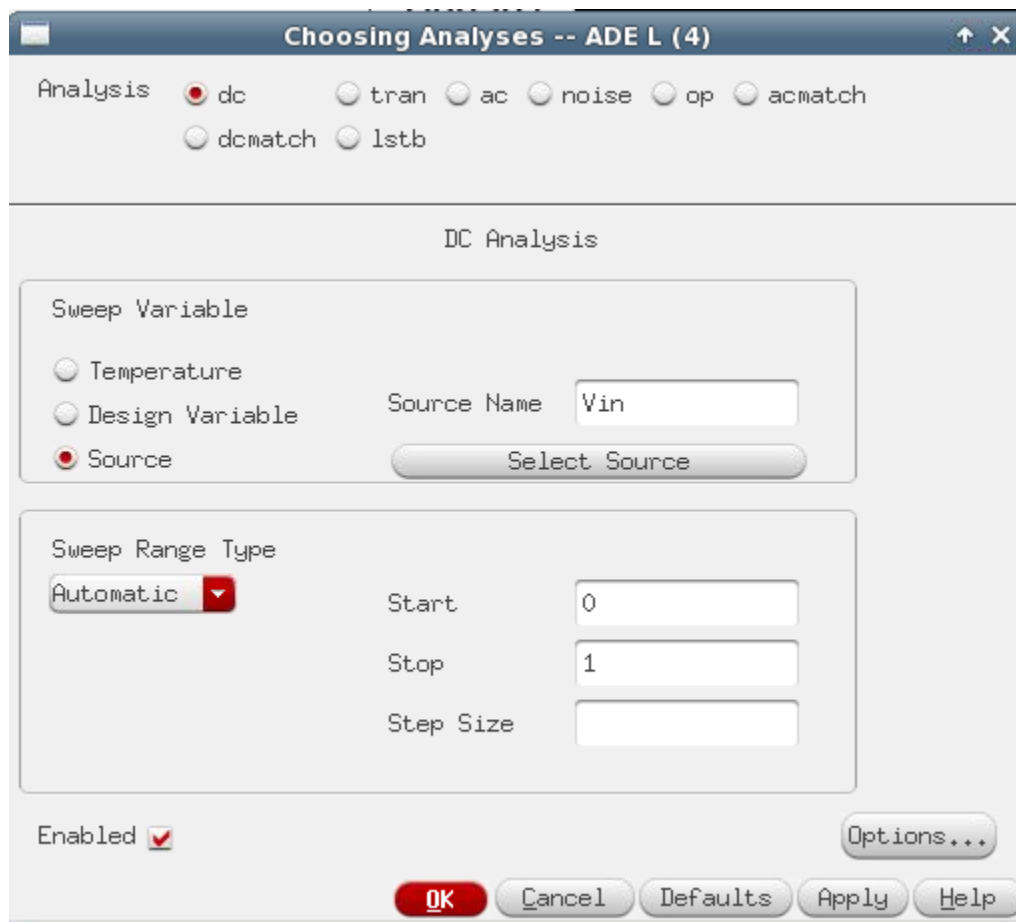 Choosing Analyses -- ADE L (4)
Analysis dc tran ac noise op acmatch
dcmatch lstb
DC Analysis
Sweep Variable
Temperature
Design Variable
Source Name Vin
Source
Select Source
Sweep Range Type
Automatic
Start 0
Stop 1
Step Size
Enabled
Options...
OK Cancel Defaults Apply Help